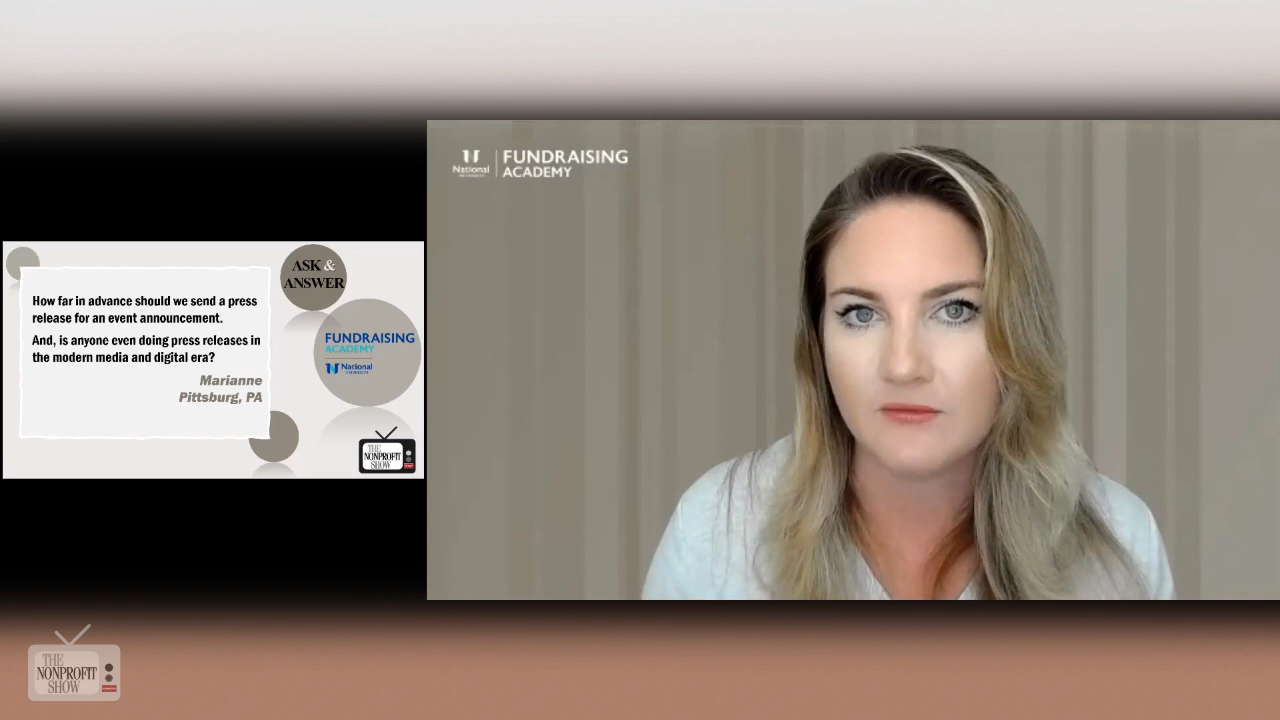 How far in advance should we send a press
release for an event announcement.
And, is anyone even doing press releases in
the modern media and digital era?
Marianne
Pittsburg, PA
ASK &
ANSWER
FUNDRAISING
ACADEMY
National
UNIVERSITY
THE
NONPROFIT
SHOW
National
UNIVERSITY
FUNDRAISING
ACADEMY
THE
NONPROFIT
SHOW